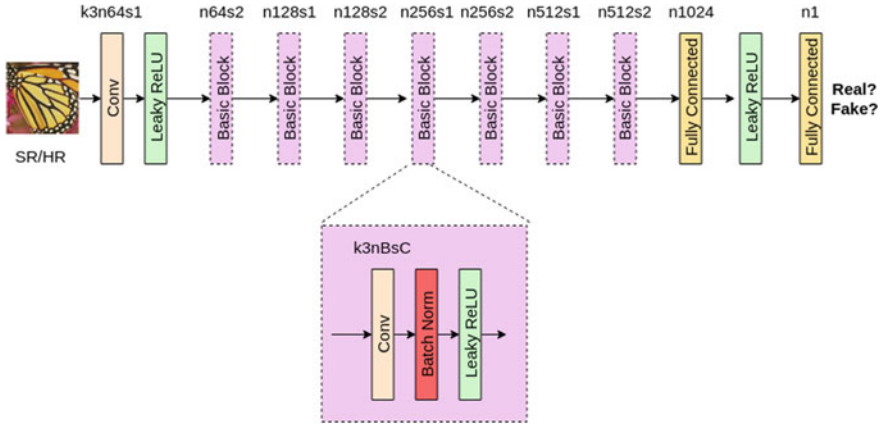 k3n64s1 n64s2 n128s1 n128s2 n256s1 n256s2 n512s1 n512s2 n1024 n1
Conv
Leaky ReLU
Basic Block
Basic Block
Basic Block
Basic Block
Basic Block
Basic Block
Basic Block
Fully Connected
Leaky ReLU
Fully Connected
Real?
Fake?
SR/HR
k3nBsC
Conv
Batch Norm
Leaky ReLU